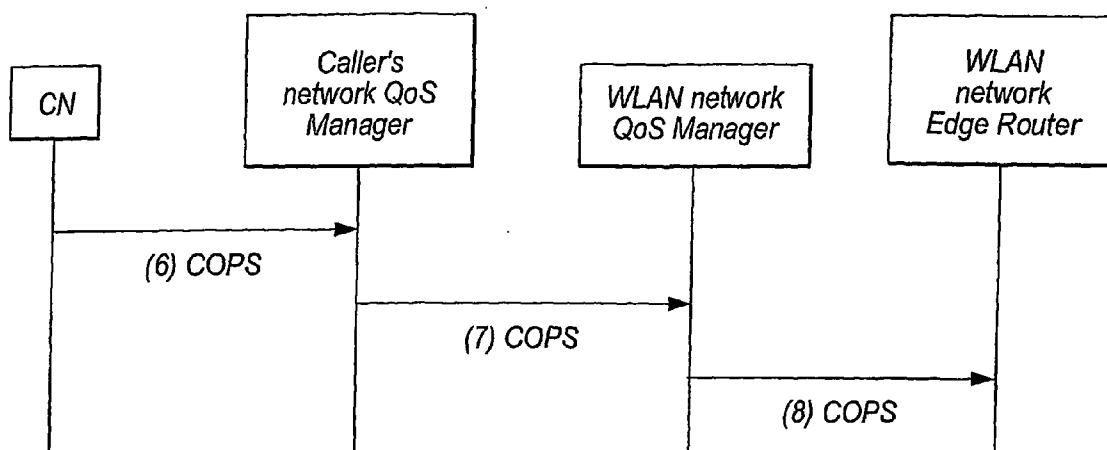 CN
Caller's
network QoS
Manager
WLAN network
QoS Manager
WLAN
network
Edge Router
(6) COPS
(7) COPS
(8) COPS